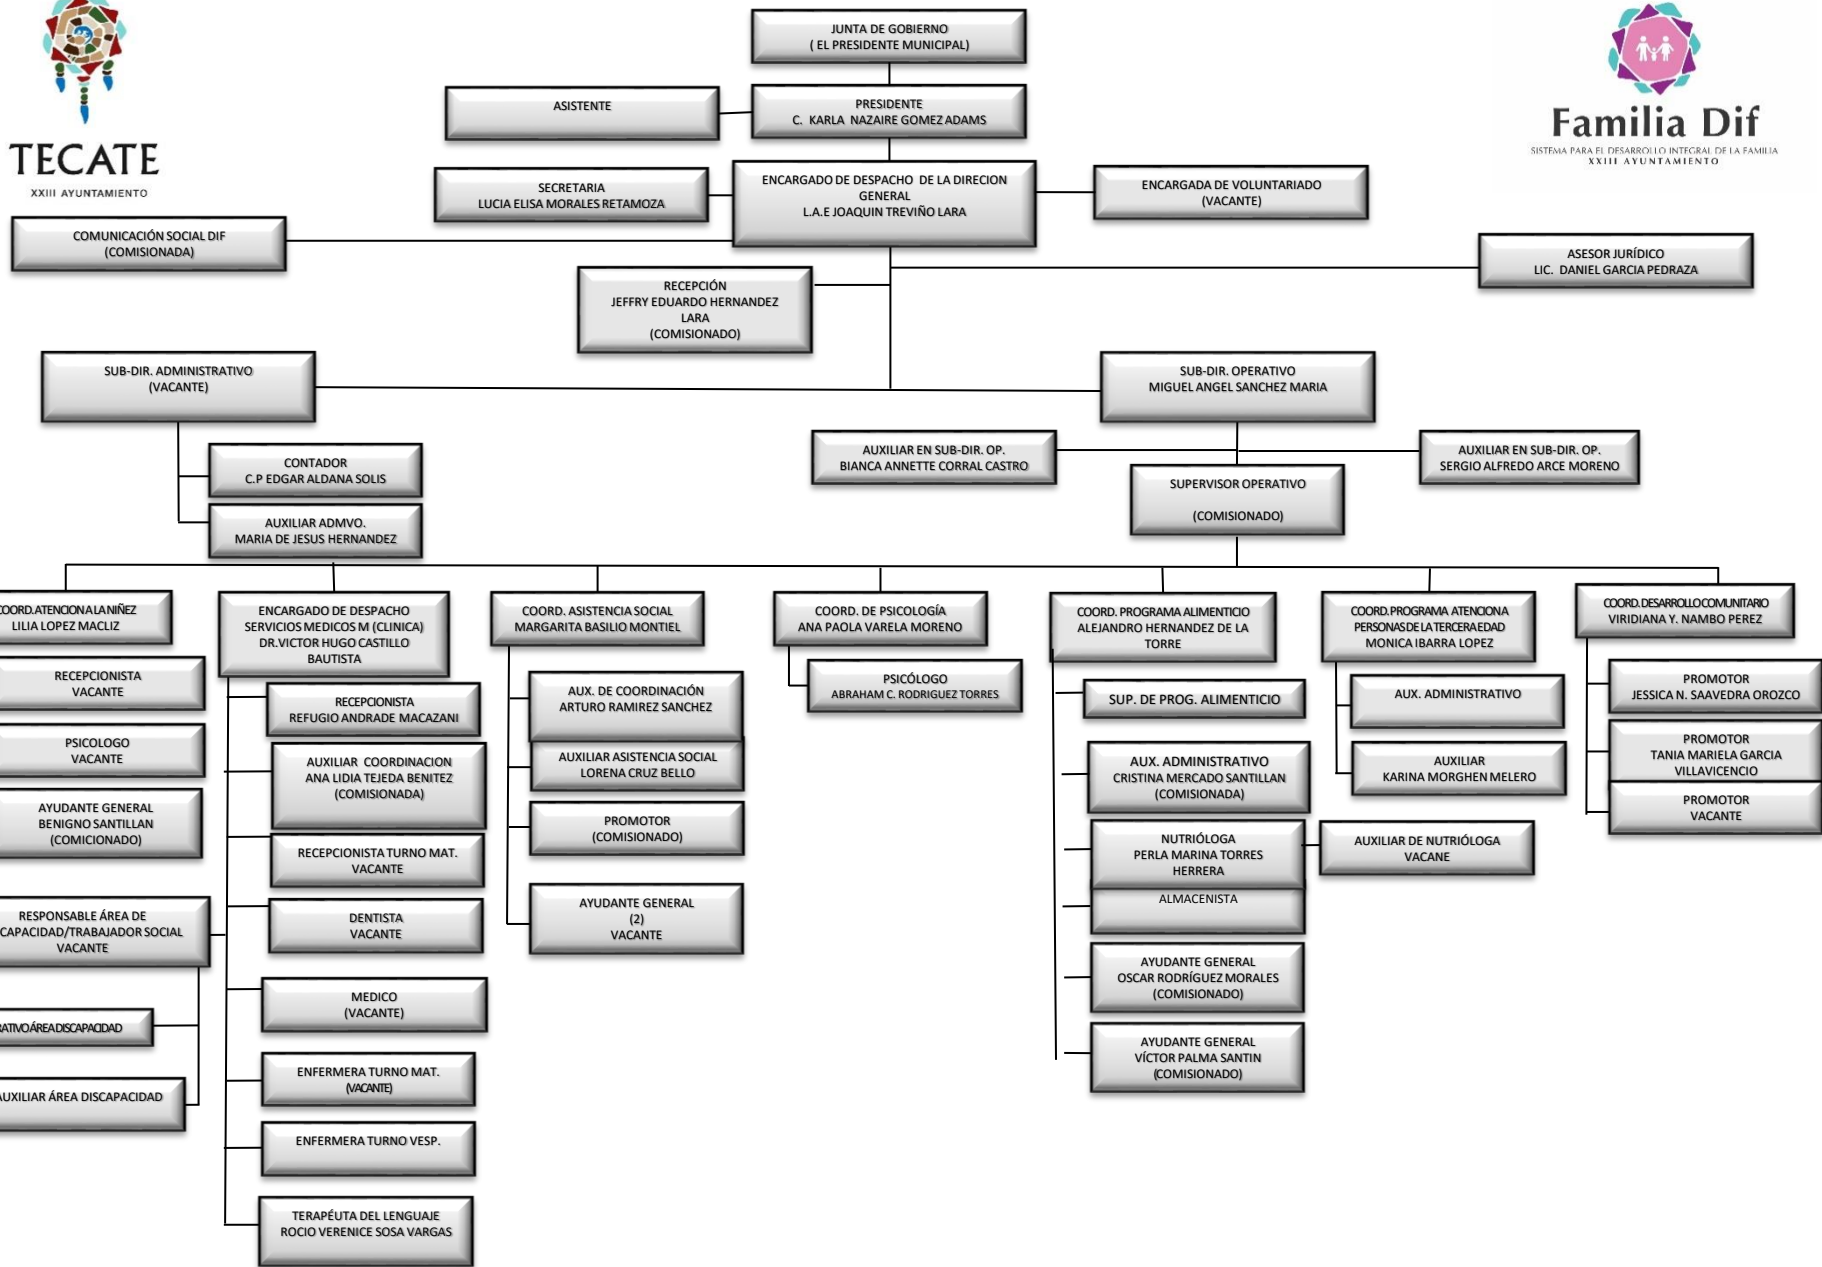 TECATE
XXIII AYUNTAMIENTO
Familia Dif
SISTEMA PARA EL DESARROLLO INTEGRAL DE LA FAMILIA
XXIII AYUNTAMIENTO
JUNTA DE GOBIERNO
( EL PRESIDENTE MUNICIPAL)
ASISTENTE
PRESIDENTE
C. KARLA NAZAIRE GOMEZ ADAMS
SECRETARIA
LUCIA ELISA MORALES RETAMOZA
ENCARGADO DE DESPACHO DE LA DIRECION
GENERAL
L.A.E JOAQUIN TREVIÑO LARA
ENCARGADA DE VOLUNTARIADO
(VACANTE)
COMUNICACIÓN SOCIAL DIF
(COMISIONADA)
ASESOR JURÍDICO
LIC. DANIEL GARCIA PEDRAZA
RECEPCIÓN
JEFFRY EDUARDO HERNANDEZ
LARA
(COMISIONADO)
SUB-DIR. ADMINISTRATIVO
(VACANTE)
SUB-DIR. OPERATIVO
MIGUEL ANGEL SANCHEZ MARIA
CONTADOR
C.P EDGAR ALDANA SOLIS
AUXILIAR ADMVO.
MARIA DE JESUS HERNANDEZ
AUXILIAR EN SUB-DIR. OP.
BIANCA ANNETTE CORRAL CASTRO
AUXILIAR EN SUB-DIR. OP.
SERGIO ALFREDO ARCE MORENO
SUPERVISOR OPERATIVO
(COMISIONADO)
COORD. ATENCION A LA NIÑEZ
LILIA LOPEZ MACLIZ
RECEPCIONISTA
VACANTE
PSICOLOGO
VACANTE
AYUDANTE GENERAL
BENIGNO SANTILLAN
(COMICIONADO)
RESPONSABLE ÁREA DE
CAPACIDAD/TRABAJADOR SOCIAL
VACANTE
RATIVO ÁREA DISCAPACIDAD
AUXILIAR ÁREA DISCAPACIDAD
ENCARGADO DE DESPACHO
SERVICIOS MEDICOS M (CLINICA)
DR.VICTOR HUGO CASTILLO
BAUTISTA
RECEPCIONISTA
REFUGIO ANDRADE MACAZANI
AUXILIAR COORDINACION
ANA LIDIA TEJEDA BENITEZ
(COMISIONADA)
RECEPCIONISTA TURNO MAT.
VACANTE
DENTISTA
VACANTE
MEDICO
(VACANTE)
ENFERMERA TURNO MAT.
(VACANTE)
ENFERMERA TURNO VESP.
TERAPÉUTA DEL LENGUAJE
ROCIO VERENICE SOSA VARGAS
COORD. ASISTENCIA SOCIAL
MARGARITA BASILIO MONTIEL
AUX. DE COORDINACIÓN
ARTURO RAMIREZ SANCHEZ
AUXILIAR ASISTENCIA SOCIAL
LORENA CRUZ BELLO
PROMOTOR
(COMISIONADO)
AYUDANTE GENERAL
(2)
VACANTE
COORD. DE PSICOLOGÍA
ANA PAOLA VARELA MORENO
PSICÓLOGO
ABRAHAM C. RODRIGUEZ TORRES
COORD. PROGRAMA ALIMENTICIO
ALEJANDRO HERNANDEZ DE LA
TORRE
SUP. DE PROG. ALIMENTICIO
AUX. ADMINISTRATIVO
CRISTINA MERCADO SANTILLAN
(COMISIONADA)
NUTRIÓLOGA
PERLA MARINA TORRES
HERRERA
ALMACENISTA
AYUDANTE GENERAL
OSCAR RODRÍGUEZ MORALES
(COMISIONADO)
AYUDANTE GENERAL
VÍCTOR PALMA SANTIN
(COMISIONADO)
COORD. PROGRAMA ATENCION A
PERSONAS DE LA TERCERA EDAD
MONICA IBARRA LOPEZ
AUX. ADMINISTRATIVO
AUXILIAR
KARINA MORGHEN MELERO
AUXILIAR DE NUTRIÓLOGA
VACANE
COORD. DESARROLLO COMUNITARIO
VIRIDIANA Y. NAMBO PEREZ
PROMOTOR
JESSICA N. SAAVEDRA OROZCO
PROMOTOR
TANIA MARIELA GARCIA
VILLAVICENCIO
PROMOTOR
VACANTE